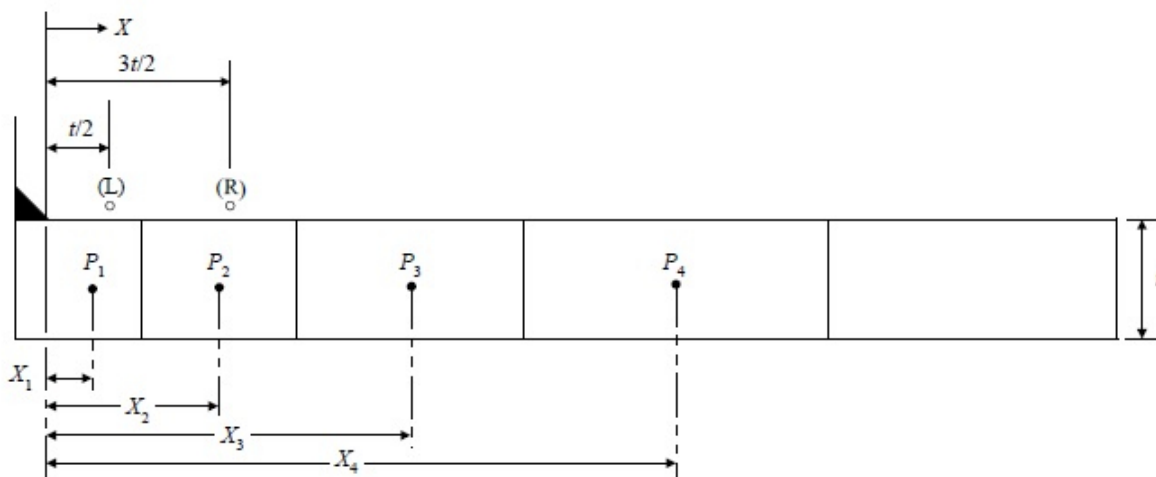 X
3t/2
t/2
(L) (R)
P₁ P₂ P₃ P₄
X₁
X₂
X₃
X₄